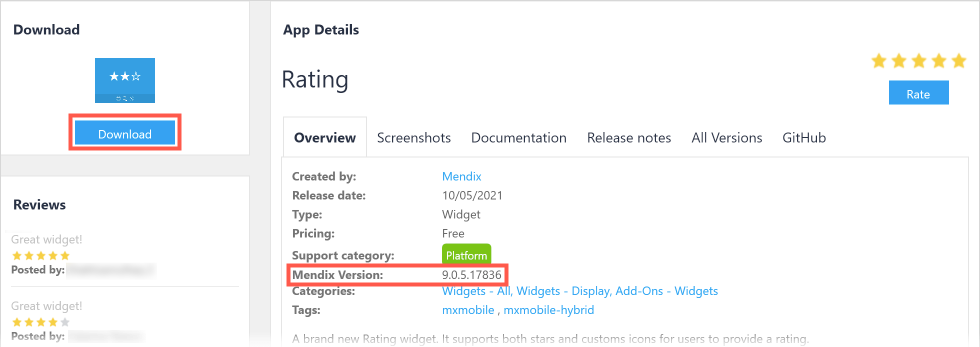 Download
Download
Reviews
Great widget!
Posted by:
Great widget!
Posted by:
App Details
Rating
Rate
Overview Screenshots Documentation Release notes All Versions GitHub
Created by: Mendix
Release date: 10/05/2021
Type: Widget
Pricing: Free
Support category: Platform
Mendix Version: 9.0.5.17836
Categories: Widgets - All, Widgets - Display, Add-Ons - Widgets
Tags: mxmobile , mxmobile-hybrid
A brand new Rating widget. It supports both stars and customs icons for users to provide a rating.